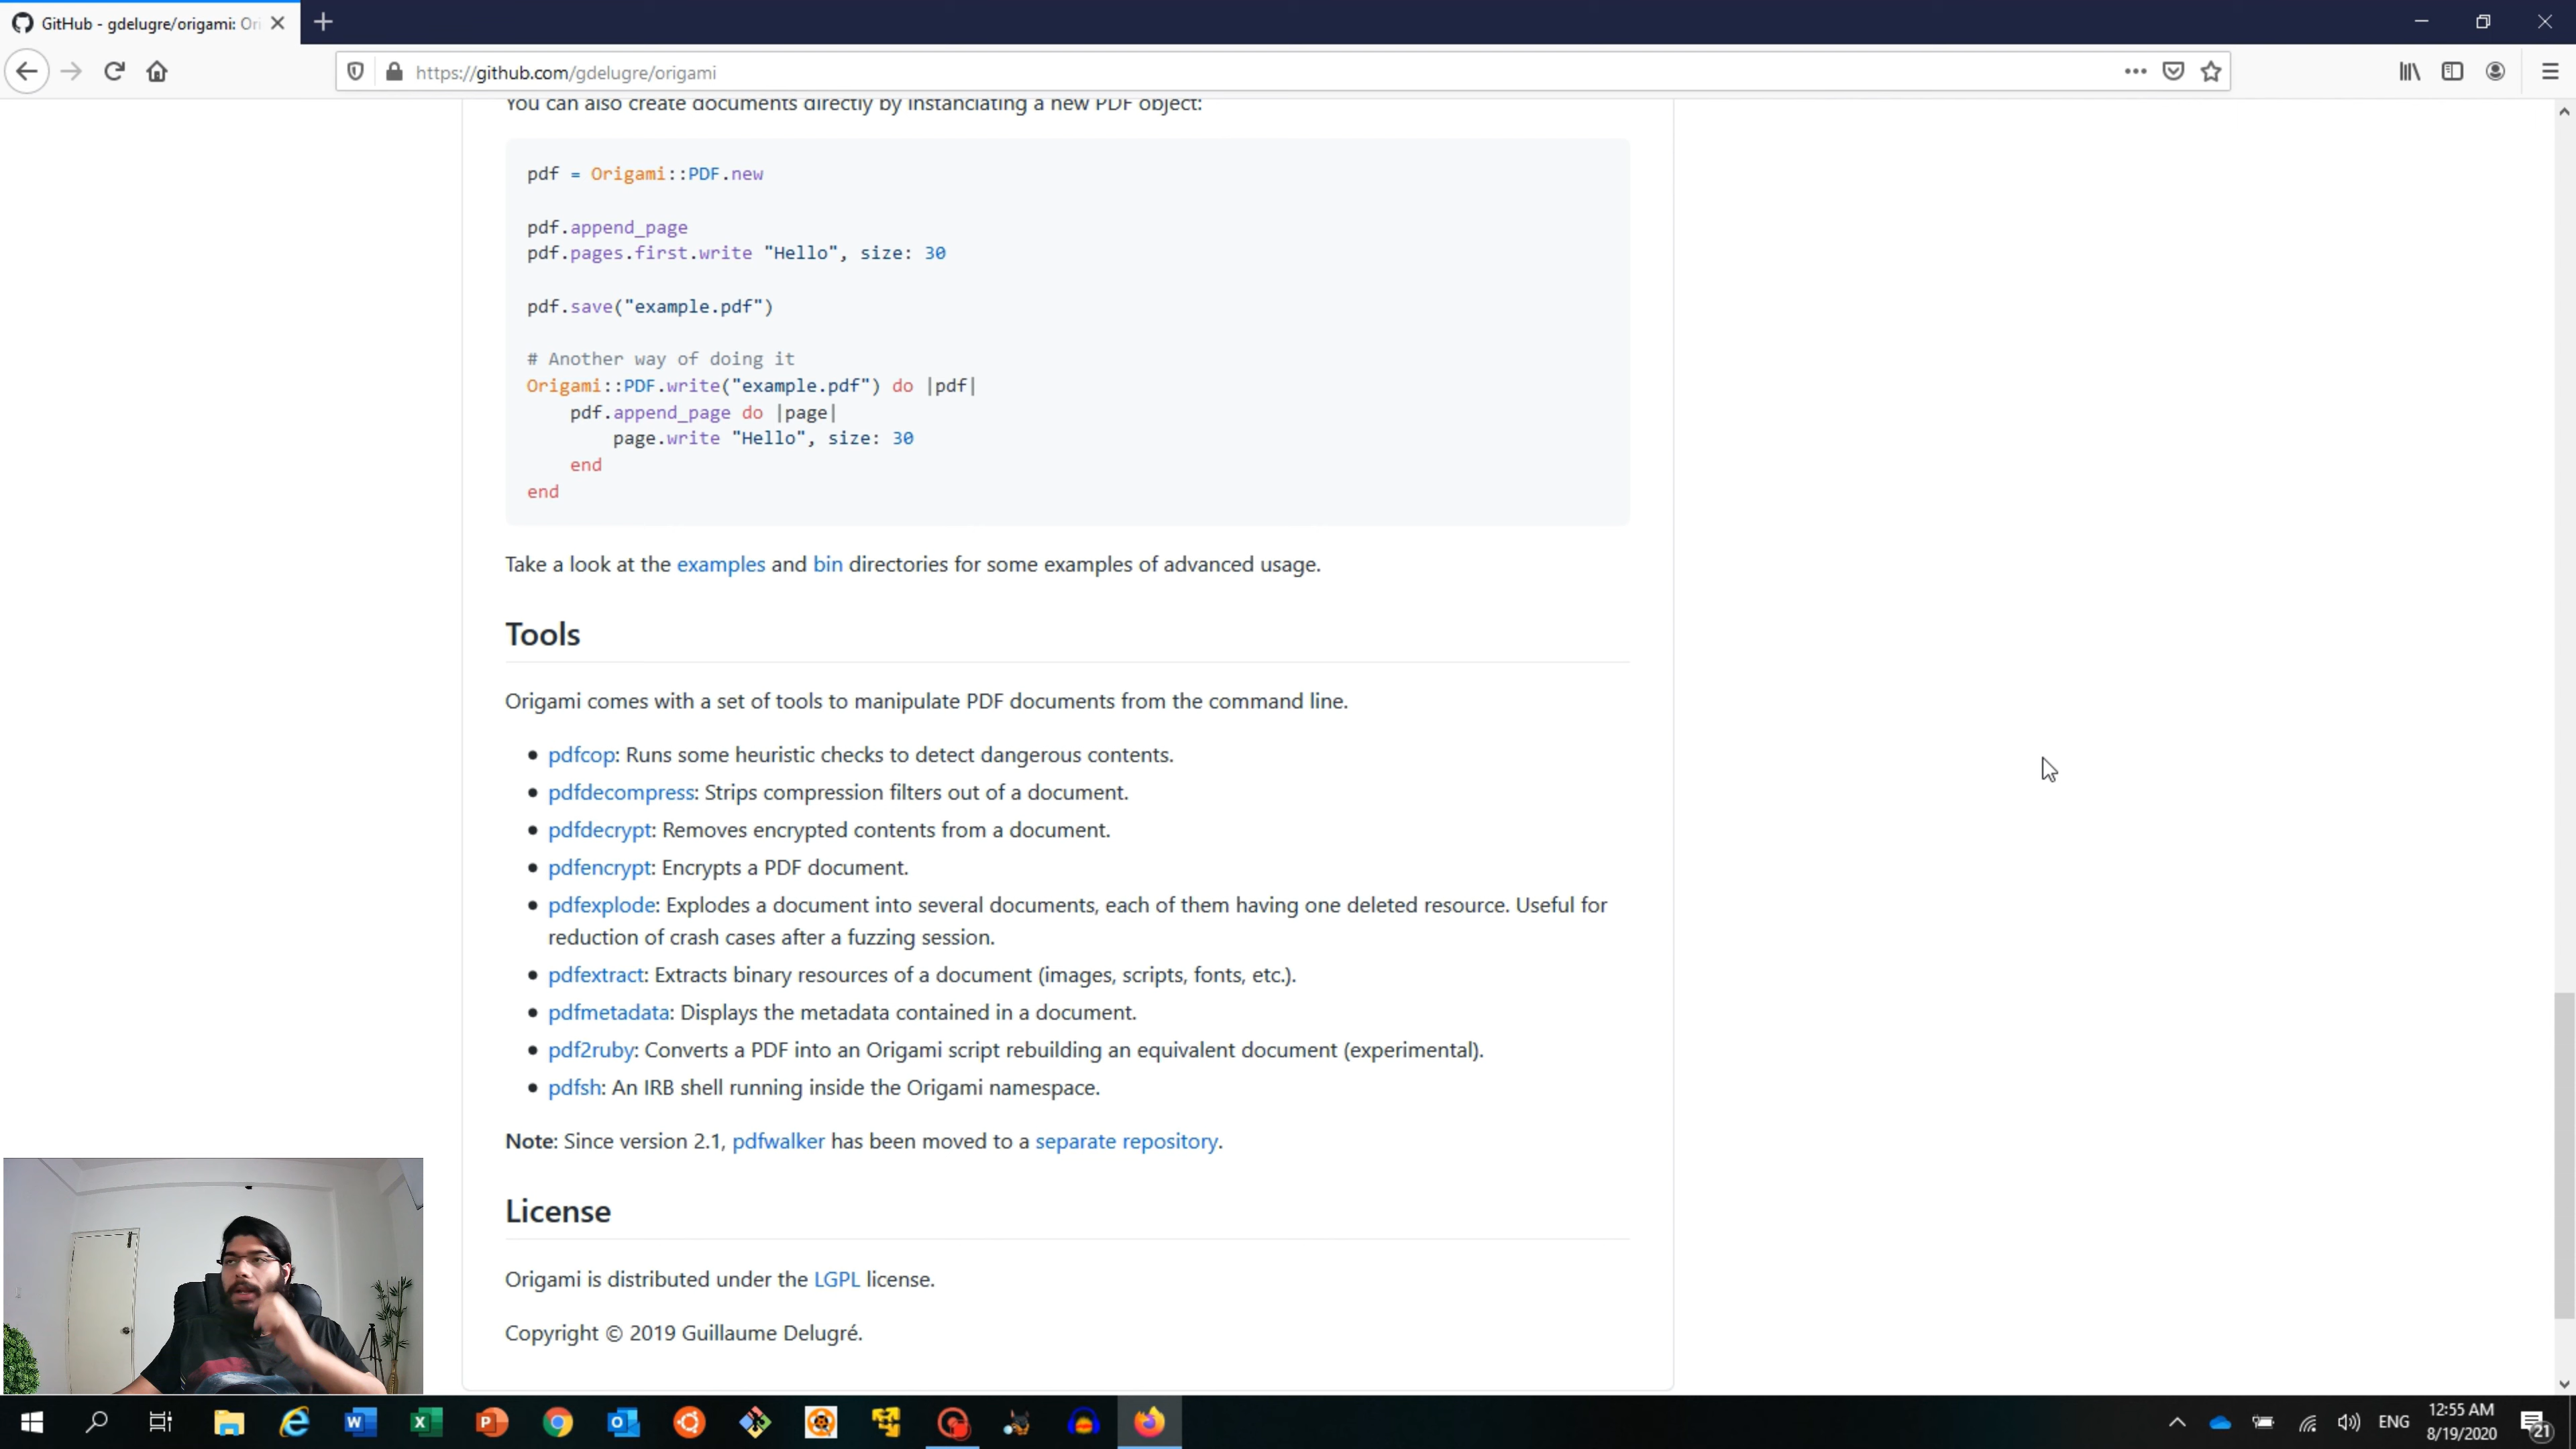 GitHub - gdelugre/origami: Ori
https://github.com/gdelugre/origami
You can also create documents directly by instanciating a new PDF object:
pdf = Origami::PDF.new
pdf.append_page
pdf.pages.first.write "Hello", size: 30
pdf.save("example.pdf")
# Another way of doing it
Origami::PDF.write("example.pdf") do |pdf|
pdf.append_page do |page|
page.write "Hello", size: 30
end
end
Take a look at the examples and bin directories for some examples of advanced usage.
Tools
Origami comes with a set of tools to manipulate PDF documents from the command line.
• pdfcop: Runs some heuristic checks to detect dangerous contents.
• pdfdecompress: Strips compression filters out of a document.
• pdfdecrypt: Removes encrypted contents from a document.
• pdfencrypt: Encrypts a PDF document.
• pdfexplode: Explodes a document into several documents, each of them having one deleted resource. Useful for
reduction of crash cases after a fuzzing session.
• pdfextract: Extracts binary resources of a document (images, scripts, fonts, etc.).
• pdfmetadata: Displays the metadata contained in a document.
• pdf2ruby: Converts a PDF into an Origami script rebuilding an equivalent document (experimental).
• pdfsh: An IRB shell running inside the Origami namespace.
Note: Since version 2.1, pdfwalker has been moved to a separate repository.
License
Origami is distributed under the LGPL license.
Copyright © 2019 Guillaume Delugré.
ENG
12:55 AM
8/19/2020
21